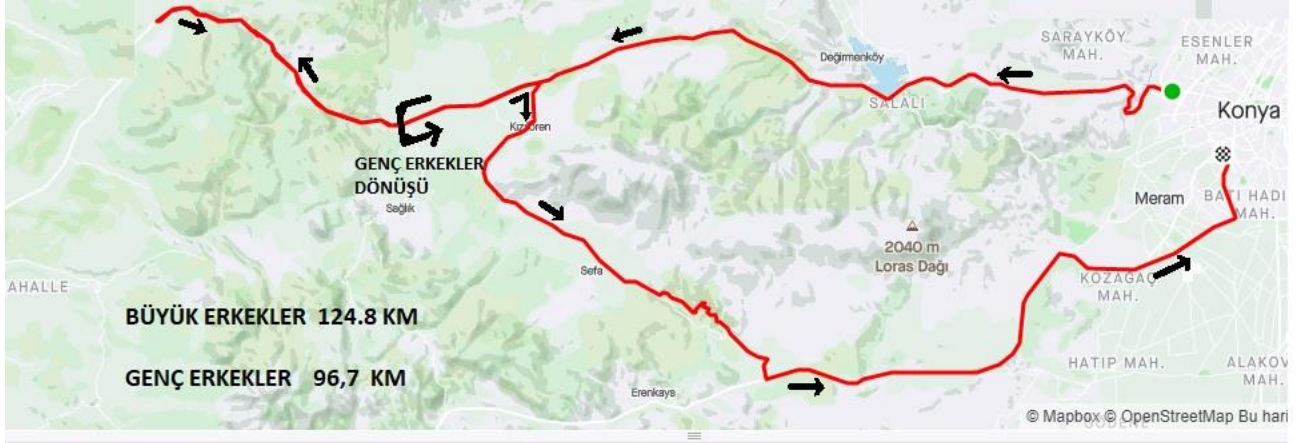 SARAYKÖY
MAH.
ESENLER
MAH.
Değirmenköy
SALALI
Konya
GENÇ ERKEKLER
DÖNÜŞÜ
Sağlık
Meram
BATI HADI
MAH.
2040 m
Loras Dağı
Sefa
KOZAĞAÇ
MAH.
AHALLE
BÜYÜK ERKEKLER 124.8 KM
GENÇ ERKEKLER 96,7 KM
HATIP MAH.
ALAKOV
MAH.
Erenkaya
© Mapbox © OpenStreetMap Bu hari